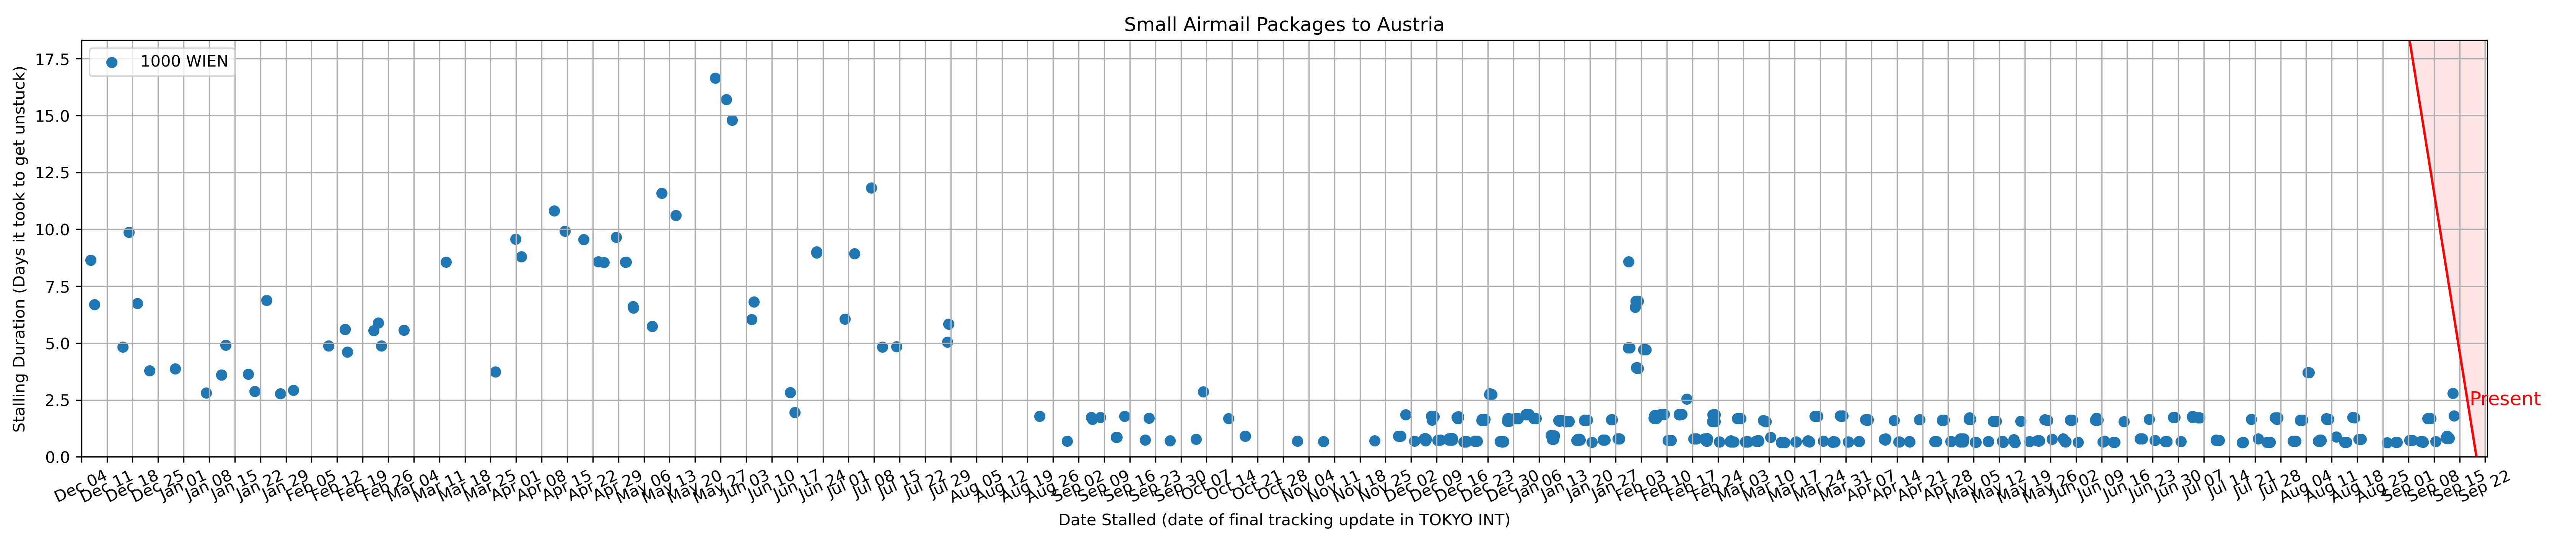 Small Airmail Packages to Austria
1000 WIEN
Stalling Duration (Days it took to get unstuck)
17.5
15.0
12.5
10.0
7.5
5.0
2.5
0.0
Present
Dec 04
Dec 11
Dec 18
Dec 25
Jan 01
Jan 08
Jan 15
Jan 22
Jan 29
Feb 05
Feb 12
Feb 19
Feb 26
Mar 04
Mar 11
Mar 18
Mar 25
Apr 01
Apr 08
Apr 15
Apr 22
Apr 29
May 06
May 13
May 20
May 27
Jun 03
Jun 10
Jun 17
Jun 24
Jul 01
Jul 08
Jul 15
Jul 22
Jul 29
Aug 05
Aug 12
Aug 19
Aug 26
Sep 02
Sep 09
Sep 16
Sep 23
Sep 30
Oct 07
Oct 14
Oct 21
Oct 28
Nov 04
Nov 11
Nov 18
Nov 25
Dec 02
Dec 09
Dec 16
Dec 23
Dec 30
Jan 06
Jan 13
Jan 20
Jan 27
Feb 03
Feb 10
Feb 17
Feb 24
Mar 03
Mar 10
Mar 17
Mar 24
Mar 31
Apr 07
Apr 14
Apr 21
Apr 28
May 05
May 12
May 19
May 26
Jun 02
Jun 09
Jun 16
Jun 23
Jun 30
Jul 07
Jul 14
Jul 21
Jul 28
Aug 04
Aug 11
Aug 18
Aug 25
Sep 01
Sep 08
Sep 15
Sep 22
Date Stalled (date of final tracking update in TOKYO INT)